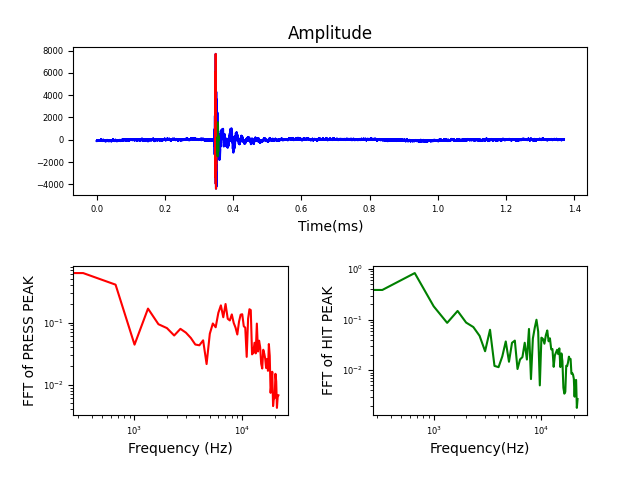 Amplitude
8000
6000
4000
2000
0
−2000
−4000
0.0 0.2 0.4 0.6 0.8 1.0 1.2 1.4
Time(ms)
FFT of PRESS PEAK
10⁻¹
10⁻²
10³ 10⁴
Frequency (Hz)
FFT of HIT PEAK
10⁰
10⁻¹
10⁻²
10³ 10⁴
Frequency(Hz)